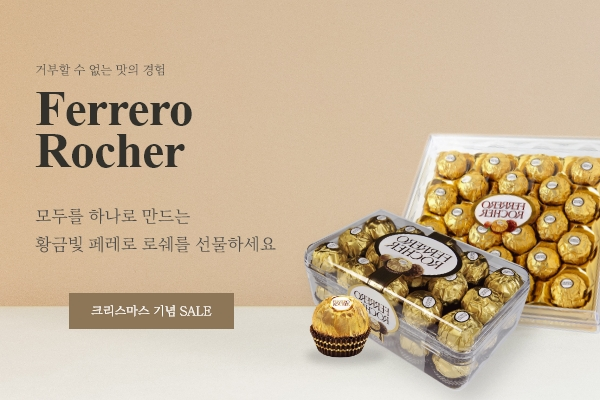 거부할 수 없는 맛의 경험
Ferrero
Rocher
모두를 하나로 만드는
황금빛 페레로 로쉐를 선물하세요
크리스마스 기념 SALE
FERRERO
ROCHER
FERRERO
ROCHER
FERRERO
ROCHER